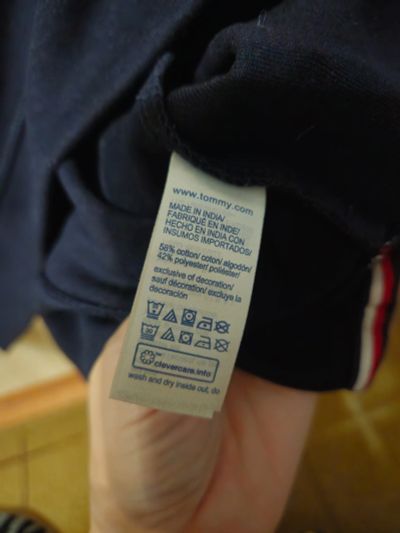 www.tommy.com
MADE IN INDIA/
FABRIQUÉ EN INDE/
HECHO EN INDIA CON
INSUMOS IMPORTADOS/
58% cotton/ coton/ algodón/
42% polyester/ poliéster/
exclusive of decoration/
sauf décoration/ excluye la
decoración
clevercare.info
wash and dry inside out, do